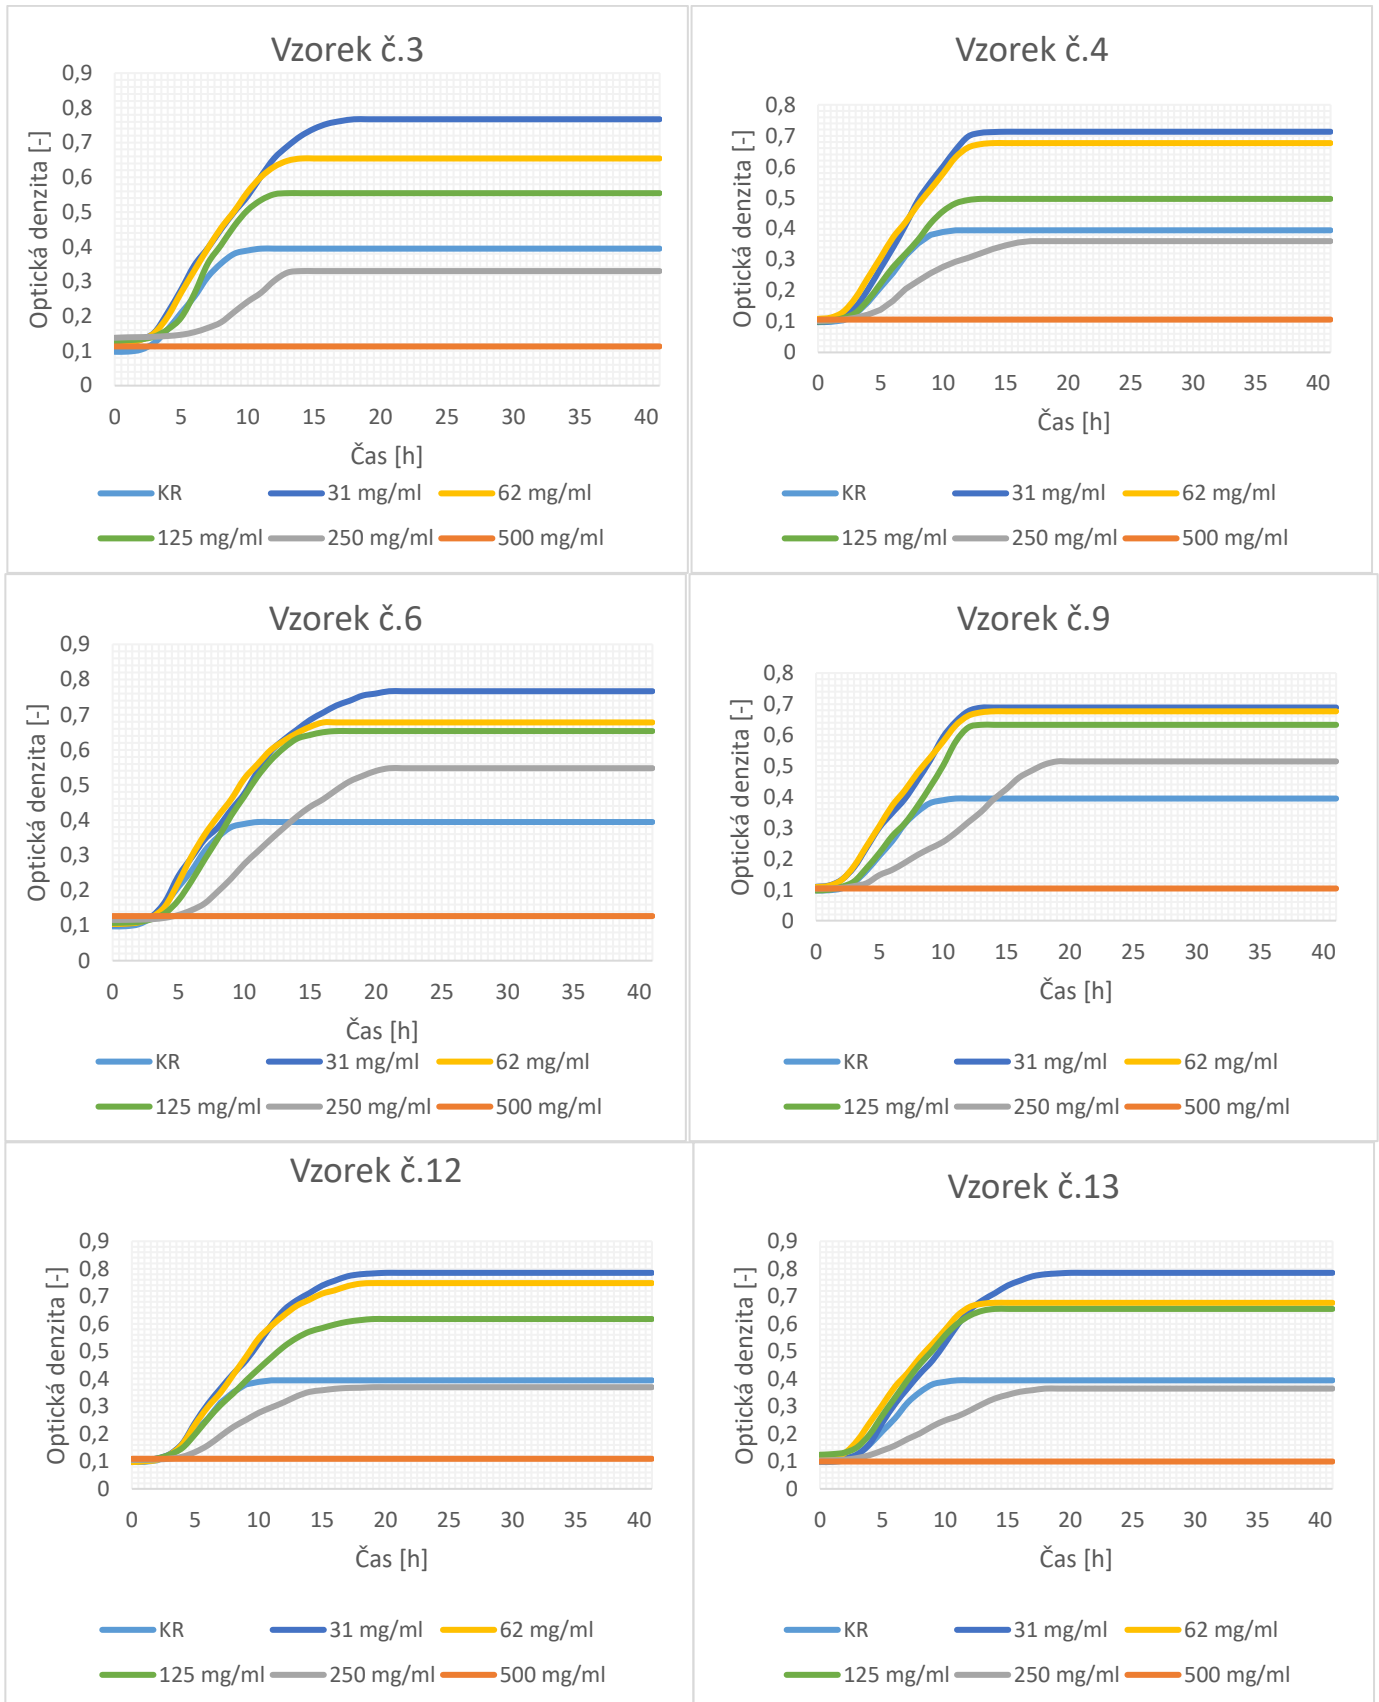 Vzorek č.3
0,9
0,8
0,7
0,6
0,5
0,4
0,3
0,2
0,1
0
Optická denzita [-]
0 5 10 15 20 25 30 35 40
Čas [h]
KR 31 mg/ml 62 mg/ml
125 mg/ml 250 mg/ml 500 mg/ml
Vzorek č.4
0,8
0,7
0,6
0,5
0,4
0,3
0,2
0,1
0
Optická denzita [-]
0 5 10 15 20 25 30 35 40
Čas [h]
KR 31 mg/ml 62 mg/ml
125 mg/ml 250 mg/ml 500 mg/ml
Vzorek č.6
0,9
0,8
0,7
0,6
0,5
0,4
0,3
0,2
0,1
0
Optická denzita [-]
0 5 10 15 20 25 30 35 40
Čas [h]
KR 31 mg/ml 62 mg/ml
125 mg/ml 250 mg/ml 500 mg/ml
Vzorek č.9
0,8
0,7
0,6
0,5
0,4
0,3
0,2
0,1
0
Optická denzita [-]
0 5 10 15 20 25 30 35 40
Čas [h]
KR 31 mg/ml 62 mg/ml
125 mg/ml 250 mg/ml 500 mg/ml
Vzorek č.12
0,9
0,8
0,7
0,6
0,5
0,4
0,3
0,2
0,1
0
Optická denzita [-]
0 5 10 15 20 25 30 35 40
Čas [h]
KR 31 mg/ml 62 mg/ml
125 mg/ml 250 mg/ml 500 mg/ml
Vzorek č.13
0,9
0,8
0,7
0,6
0,5
0,4
0,3
0,2
0,1
0
Optická denzita [-]
0 5 10 15 20 25 30 35 40
Čas [h]
KR 31 mg/ml 62 mg/ml
125 mg/ml 250 mg/ml 500 mg/ml